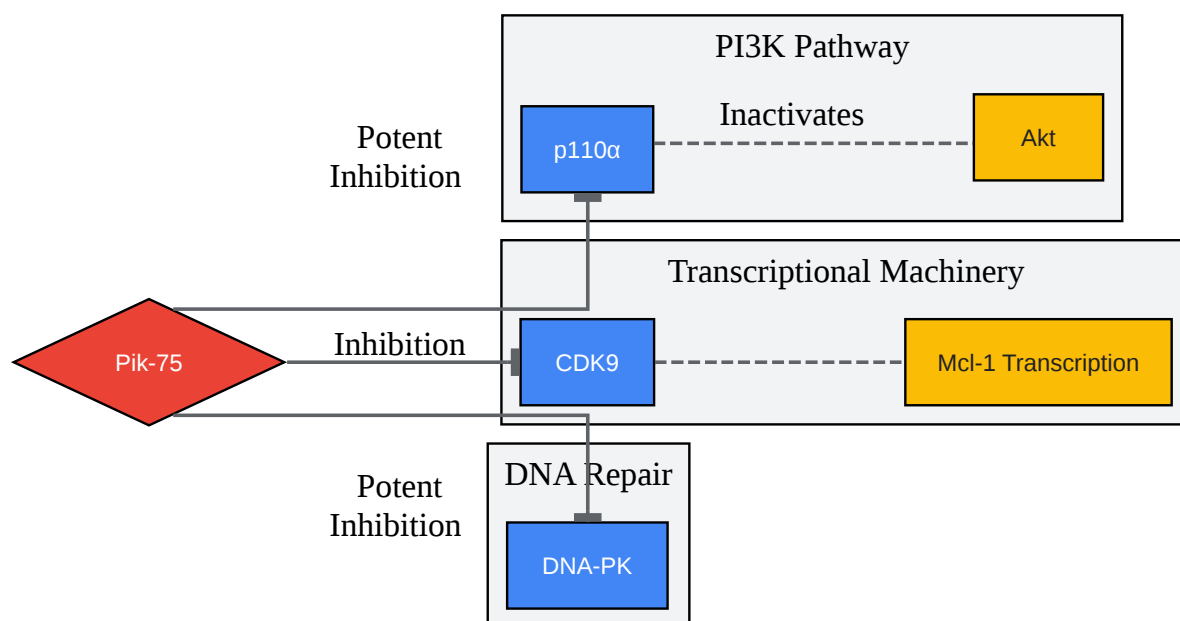 PI3K Pathway
Potent
Inhibition
p110α
Inactivates
Akt
Transcriptional Machinery
Pik-75
Inhibition
CDK9
Mcl-1 Transcription
DNA Repair
Potent
Inhibition
DNA-PK